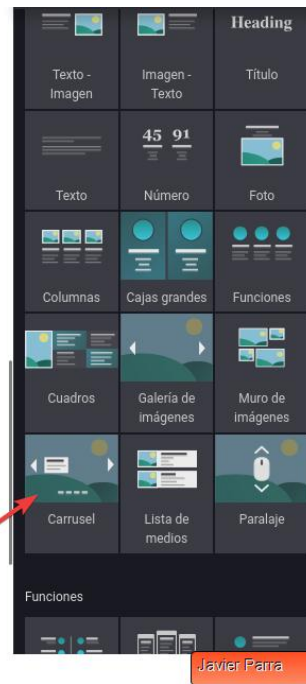 Heading
Texto - Imagen
Imagen - Texto
Título
45 91
Texto
Número
Foto
Columnas
Cajas grandes
Funciones
Cuadros
Galería de imágenes
Muro de imágenes
Carrusel
Lista de medios
Paralaje
Funciones
Javier Parra